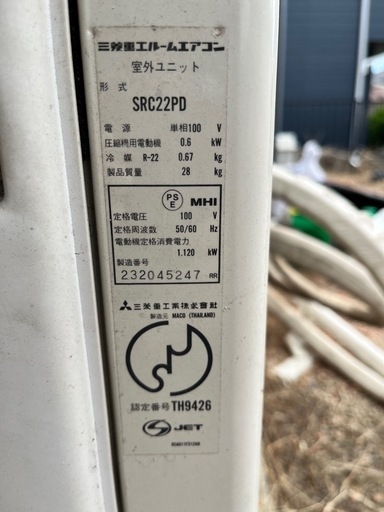 三菱重工ルームエアコン
室外ユニット
形式
SRC22PD
電源 単相100 V
圧縮機用電動機 0.6 kW
冷媒 R-22 0.67 kg
製品質量 28 kg
PS E MHI
定格電圧 100 V
定格周波数 50/60 Hz
電動機定格消費電力
1.120 kW
製造番号
232045247 RR
三菱重工業株式会社
製造元 MACO (THAILAND)
認定番号 TH9426
JET